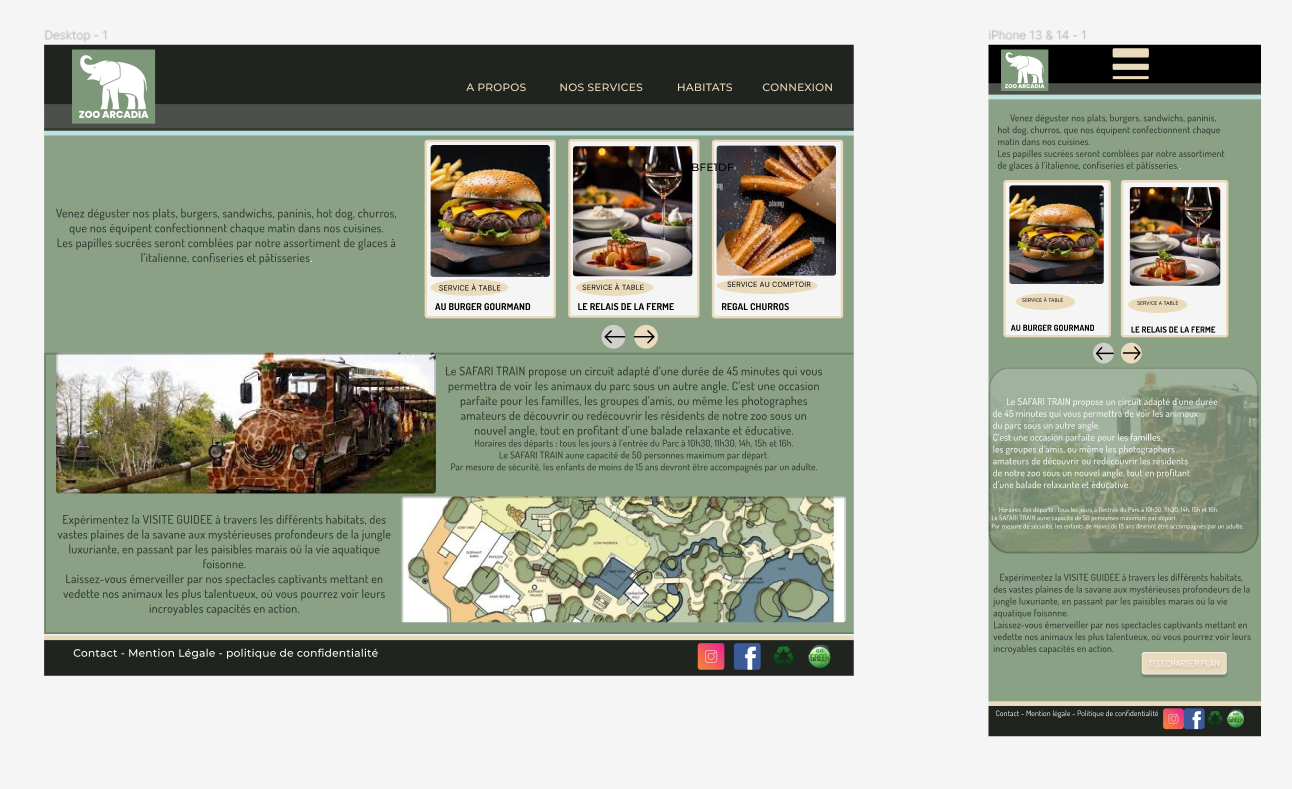 Desktop - 1
ZOO ARCADIA
A PROPOS
NOS SERVICES
HABITATS
CONNEXION
Venez déguster nos plats, burgers, sandwichs, paninis, hot dog, churros,
que nos équipent confectionnent chaque matin dans nos cuisines.
Les papilles sucrées seront comblées par notre assortiment de glaces à
l'italienne, confiseries et pâtisseries.
BFE1DF
alamy
SERVICE À TABLE
AU BURGER GOURMAND
SERVICE À TABLE
LE RELAIS DE LA FERME
SERVICE AU COMPTOIR
REGAL CHURROS
Le SAFARI TRAIN propose un circuit adapté d'une durée de 45 minutes qui vous
permettra de voir les animaux du parc sous un autre angle. C'est une occasion
parfaite pour les familles, les groupes d'amis, ou même les photographes
amateurs de découvrir ou redécouvrir les résidents de notre zoo sous un
nouvel angle, tout en profitant d'une balade relaxante et éducative.
Horaires des départs : tous les jours à l'entrée du Parc à 10h30, 11h30, 14h, 15h et 16h.
Le SAFARI TRAIN aune capacité de 50 personnes maximum par départ.
Par mesure de sécurité, les enfants de moins de 15 ans devront être accompagnés par un adulte.
Expérimentez la VISITE GUIDEE à travers les différents habitats, des
vastes plaines de la savane aux mystérieuses profondeurs de la jungle
luxuriante, en passant par les paisibles marais où la vie aquatique
foisonne.
Laissez-vous émerveiller par nos spectacles captivants mettant en
vedette nos animaux les plus talentueux, où vous pourrez voir leurs
incroyables capacités en action.
Contact - Mention Légale - politique de confidentialité
GO
GREEN
iPhone 13 & 14 - 1
ZOO ARCADIA
Venez déguster nos plats, burgers, sandwichs, paninis,
hot dog, churros, que nos équipent confectionnent chaque
matin dans nos cuisines.
Les papilles sucrées seront comblées par notre assortiment
de glaces à l'italienne, confiseries et pâtisseries.
SERVICE À TABLE
AU BURGER GOURMAND
SERVICE A TABLE
LE RELAIS DE LA FERME
Le SAFARI TRAIN propose un circuit adapté d'une durée
de 45 minutes qui vous permettra de voir les animaux
du parc sous un autre angle.
C'est une occasion parfaite pour les familles,
les groupes d'amis, ou même les photographers
amateurs de découvrir ou redécouvrir les résidents
de notre zoo sous un nouvel angle, tout en profitant
d'une balade relaxante et éducative.
Horaires des départs : tous les jours à l'entrée du Parc à 10h30, 11h30, 14h, 15h et 16h.
Le SAFARI TRAIN aune capacité de 50 personnes maximum par départ.
Par mesure de sécurité, les enfants de moins de 15 ans devront être accompagnés par un adulte.
Expérimentez la VISITE GUIDEE à travers les différents habitats,
des vastes plaines de la savane aux mystérieuses profondeurs de la
jungle luxuriante, en passant par les paisibles marais où la vie
aquatique foisonne.
Laissez-vous émerveiller par nos spectacles captivants mettant en
vedette nos animaux les plus talentueux, où vous pourrez voir leurs
incroyables capacités en action.
TELECHARGER PLAN
Contact - Mention légale - Politique de confidentialité
GO
GREEN